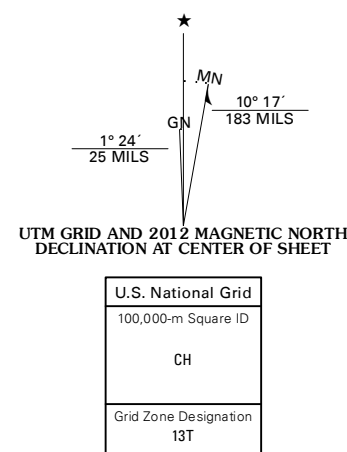 ★
MN
GN
10° 17´
183 MILS
1° 24´
25 MILS
UTM GRID AND 2012 MAGNETIC NORTH
DECLINATION AT CENTER OF SHEET
U.S. National Grid
100,000-m Square ID
CH
Grid Zone Designation
13T